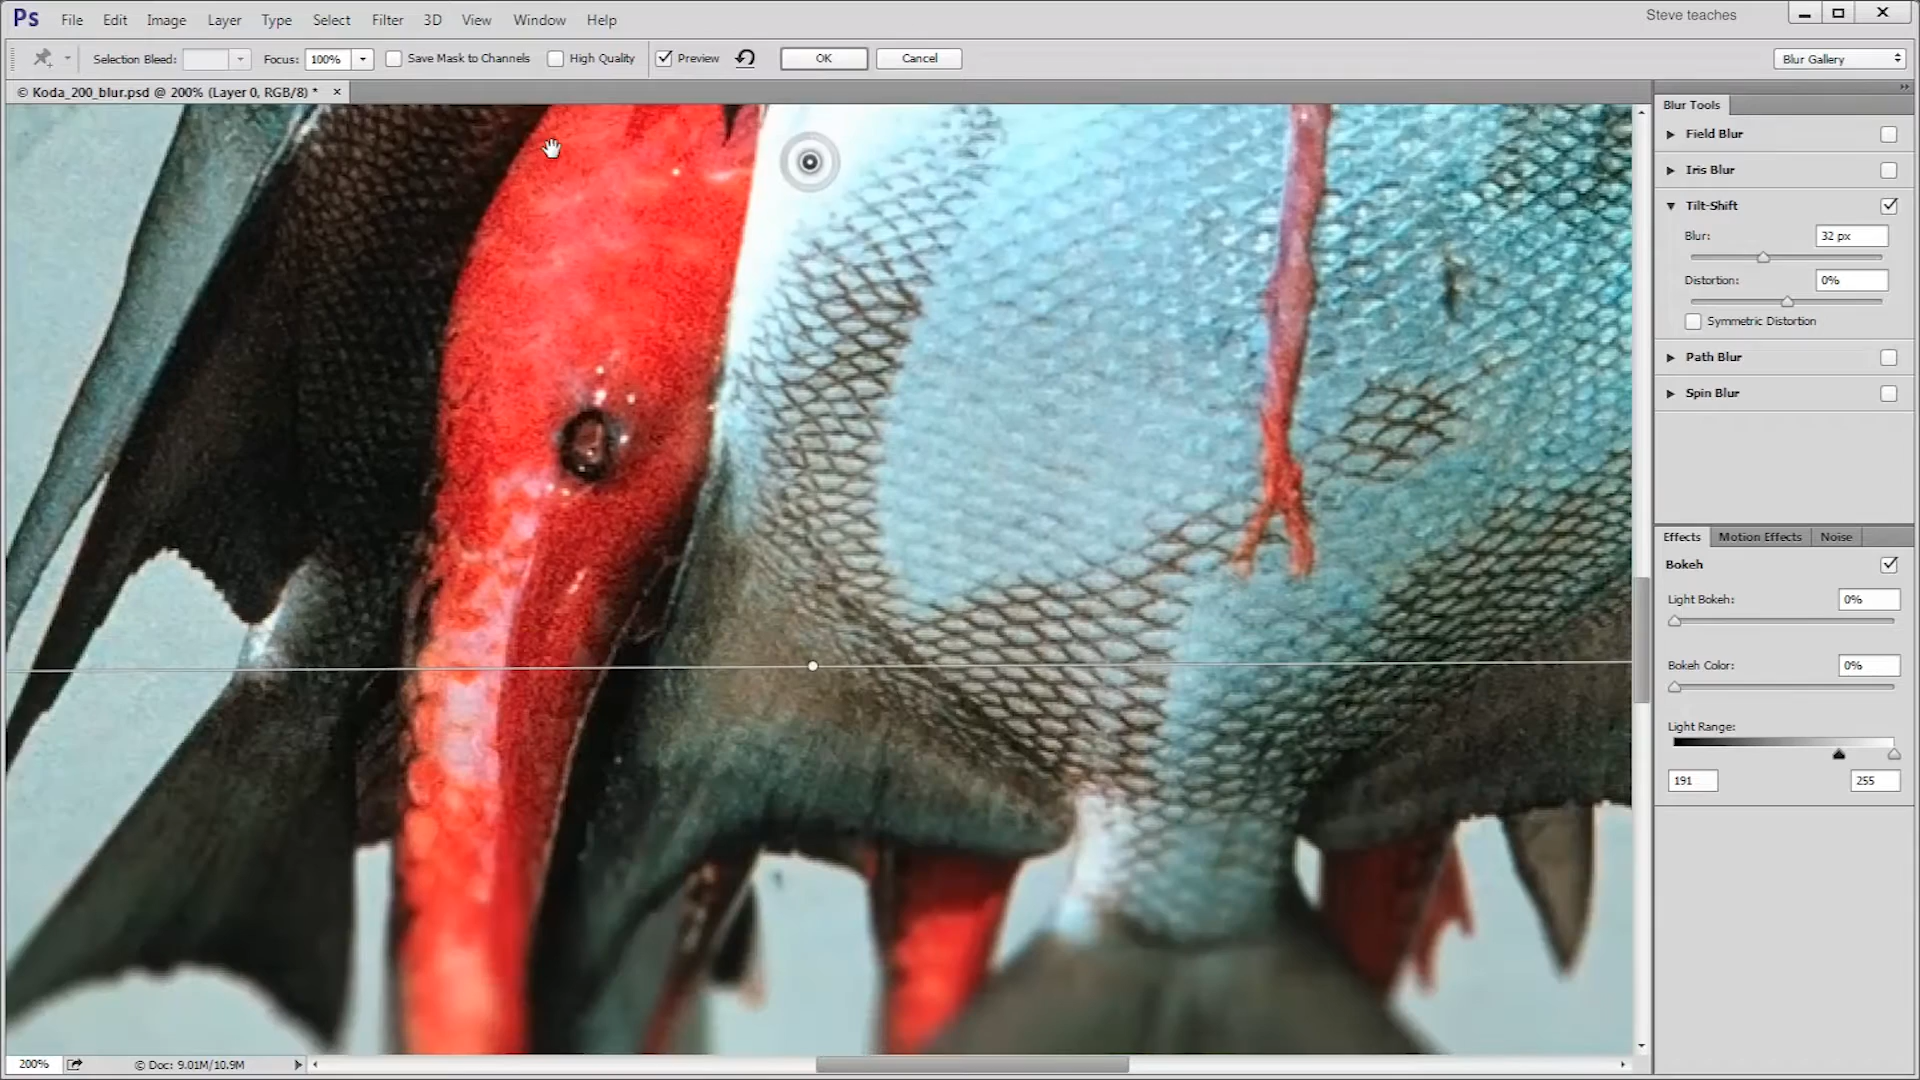 Ps File Edit Image Layer Type Select Filter 3D View Window Help Steve teaches
Selection Bleed: Focus: 100% Save Mask to Channels High Quality Preview OK Cancel Blur Gallery
© Koda_200_blur.psd @ 200% (Layer 0, RGB/8) * ×
Blur Tools
Field Blur
Iris Blur
Tilt-Shift
Blur: 32 px
Distortion: 0%
Symmetric Distortion
Path Blur
Spin Blur
Effects Motion Effects Noise
Bokeh
Light Bokeh: 0%
Bokeh Color: 0%
Light Range:
191 255
200% © Doc: 9.01M/10.9M